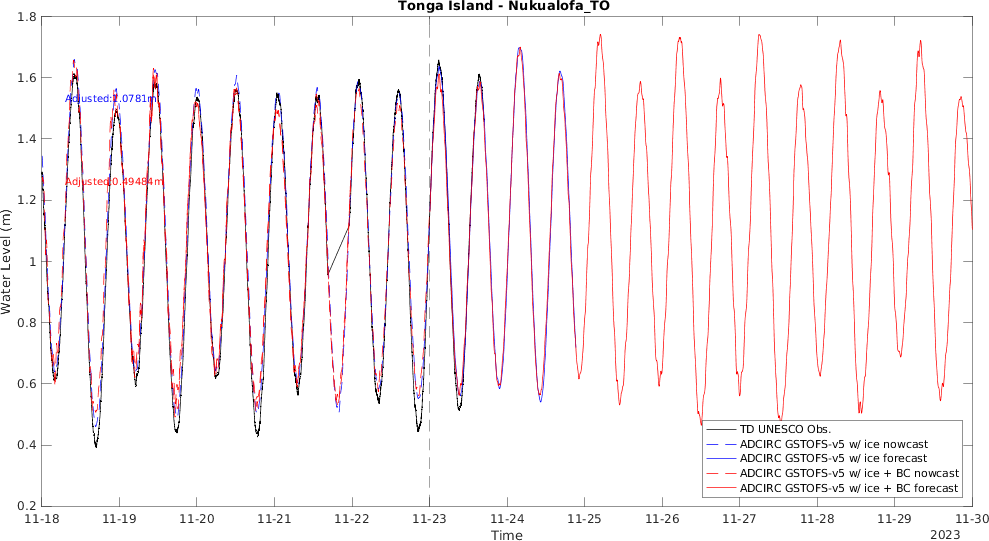 Tonga Island - Nukualofa_TO
1.8
1.6
1.4
1.2
1
0.8
0.6
0.4
0.2
Water Level (m)
Adjusted:1.0781m
Adjusted:0.49484m
TD UNESCO Obs.
ADCIRC GSTOFS-v5 w/ ice nowcast
ADCIRC GSTOFS-v5 w/ ice forecast
ADCIRC GSTOFS-v5 w/ ice + BC nowcast
ADCIRC GSTOFS-v5 w/ ice + BC forecast
11-18 11-19 11-20 11-21 11-22 11-23 11-24 11-25 11-26 11-27 11-28 11-29 11-30
Time
2023